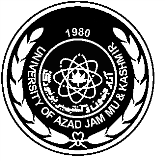 1980
UNIVERSITY OF AZAD JAMMU & KASHMIR